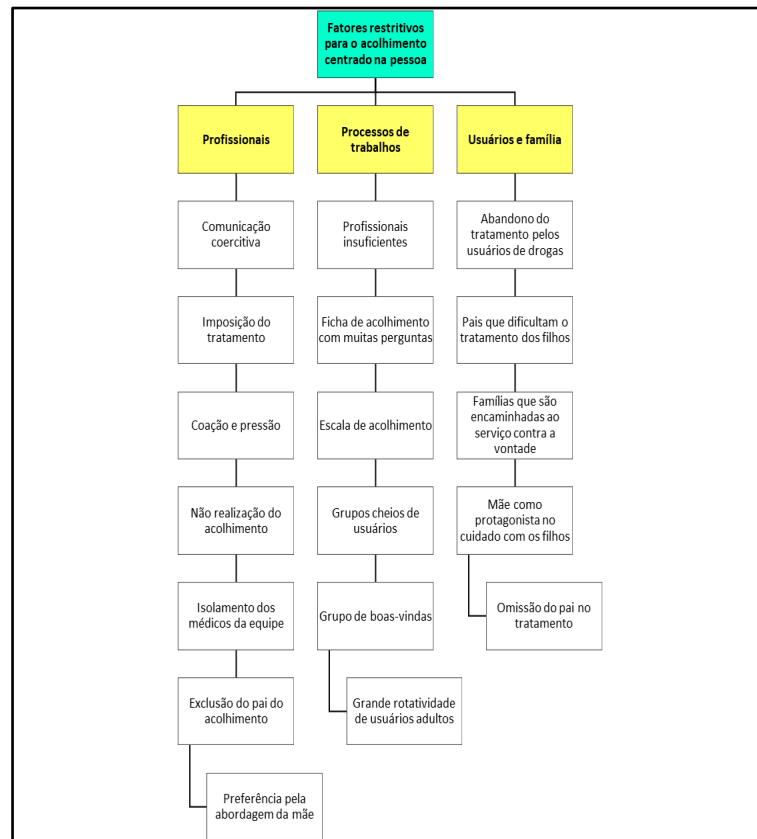 Fatores restritivos
para o acolhimento
centrado na pessoa
Profissionais
Comunicação
coercitiva
Imposição do
tratamento
Coação e pressão
Não realização do
acolhimento
Isolamento dos
médicos da equipe
Exclusão do pai do
acolhimento
Preferência pela
abordagem da mãe
Processos de
trabalhos
Profissionais
insuficientes
Ficha de acolhimento
com muitas perguntas
Escala de acolhimento
Grupos cheios de
usuários
Grupo de boas-vindas
Grande rotatividade
de usuários adultos
Usuários e família
Abandono do
tratamento pelos
usuários de drogas
Pais que dificultam o
tratamento dos filhos
Famílias que são
encaminhadas ao
serviço contra a
vontade
Mãe como
protagonista no
cuidado com os filhos
Omissão do pai no
tratamento